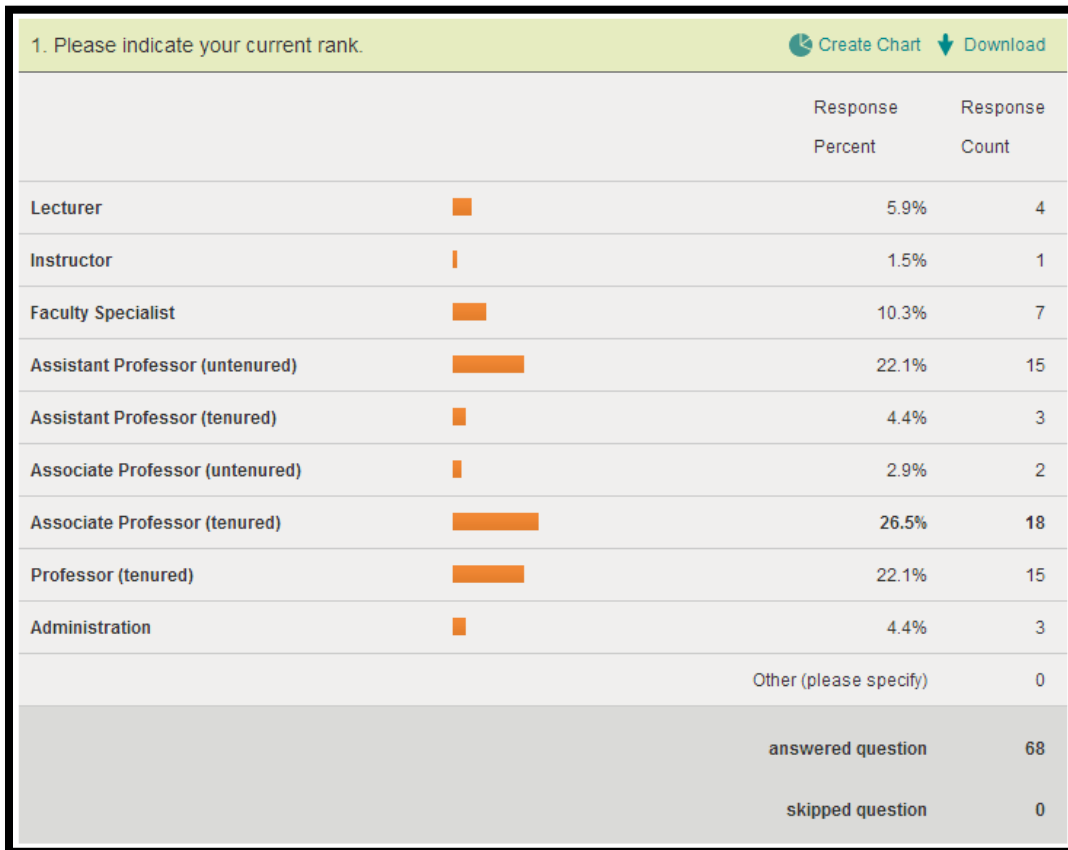 1. Please indicate your current rank. Create Chart Download
Response Response
Percent Count
Lecturer 5.9% 4
Instructor 1.5% 1
Faculty Specialist 10.3% 7
Assistant Professor (untenured) 22.1% 15
Assistant Professor (tenured) 4.4% 3
Associate Professor (untenured) 2.9% 2
Associate Professor (tenured) 26.5% 18
Professor (tenured) 22.1% 15
Administration 4.4% 3
Other (please specify) 0
answered question 68
skipped question 0